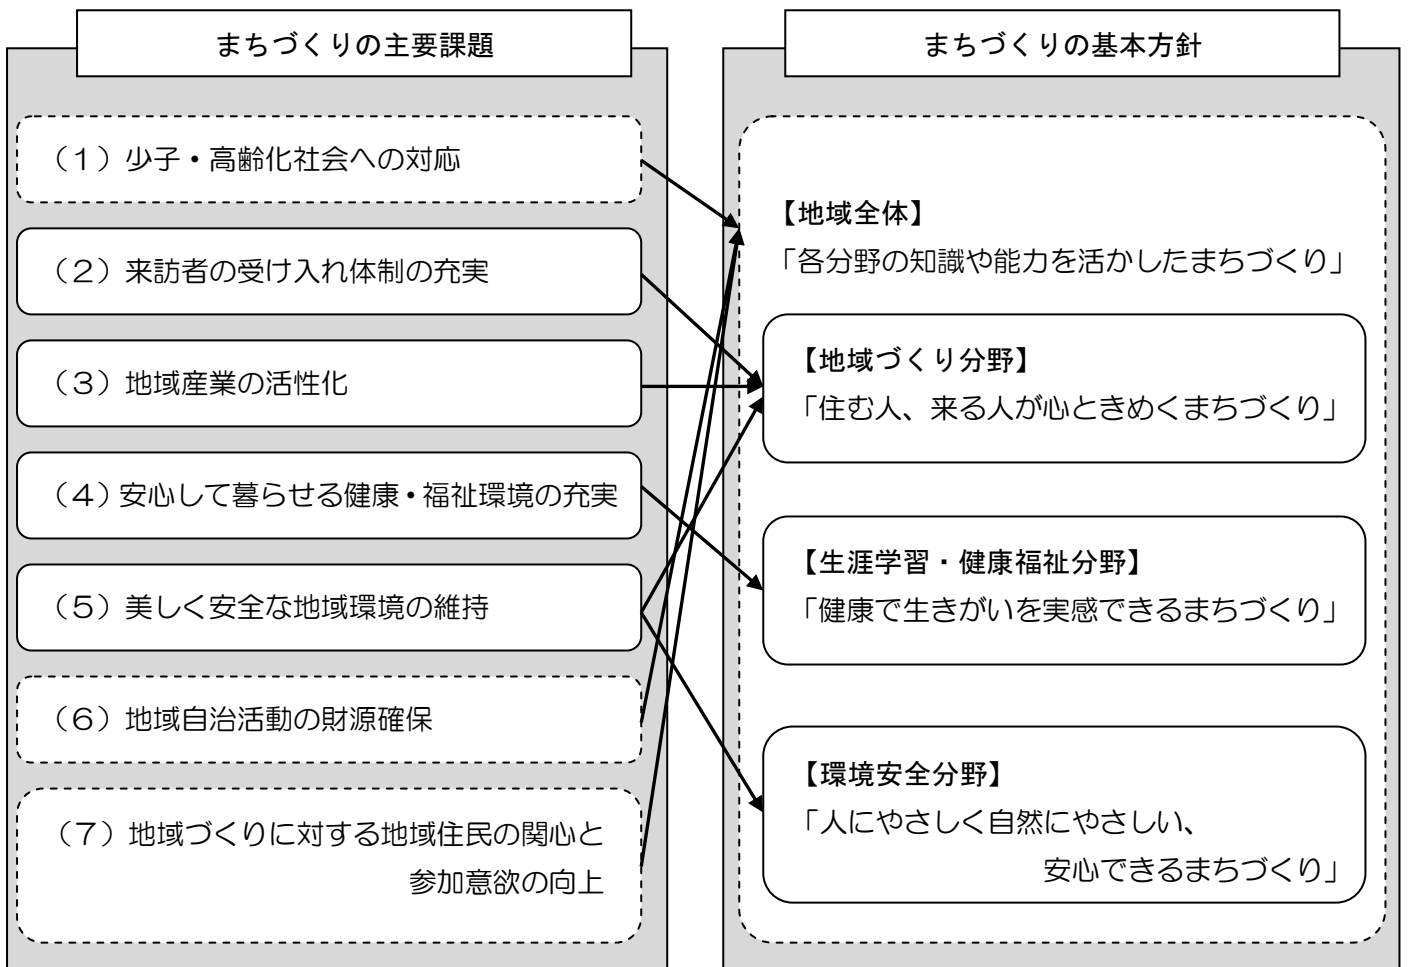 まちづくりの主要課題
（１）少子・高齢化社会への対応
（２）来訪者の受け入れ体制の充実
（３）地域産業の活性化
（４）安心して暮らせる健康・福祉環境の充実
（５）美しく安全な地域環境の維持
（６）地域自治活動の財源確保
（７）地域づくりに対する地域住民の関心と
参加意欲の向上
まちづくりの基本方針
【地域全体】
「各分野の知識や能力を活かしたまちづくり」
【地域づくり分野】
「住む人、来る人が心ときめくまちづくり」
【生涯学習・健康福祉分野】
「健康で生きがいを実感できるまちづくり」
【環境安全分野】
「人にやさしく自然にやさしい、
安心できるまちづくり」